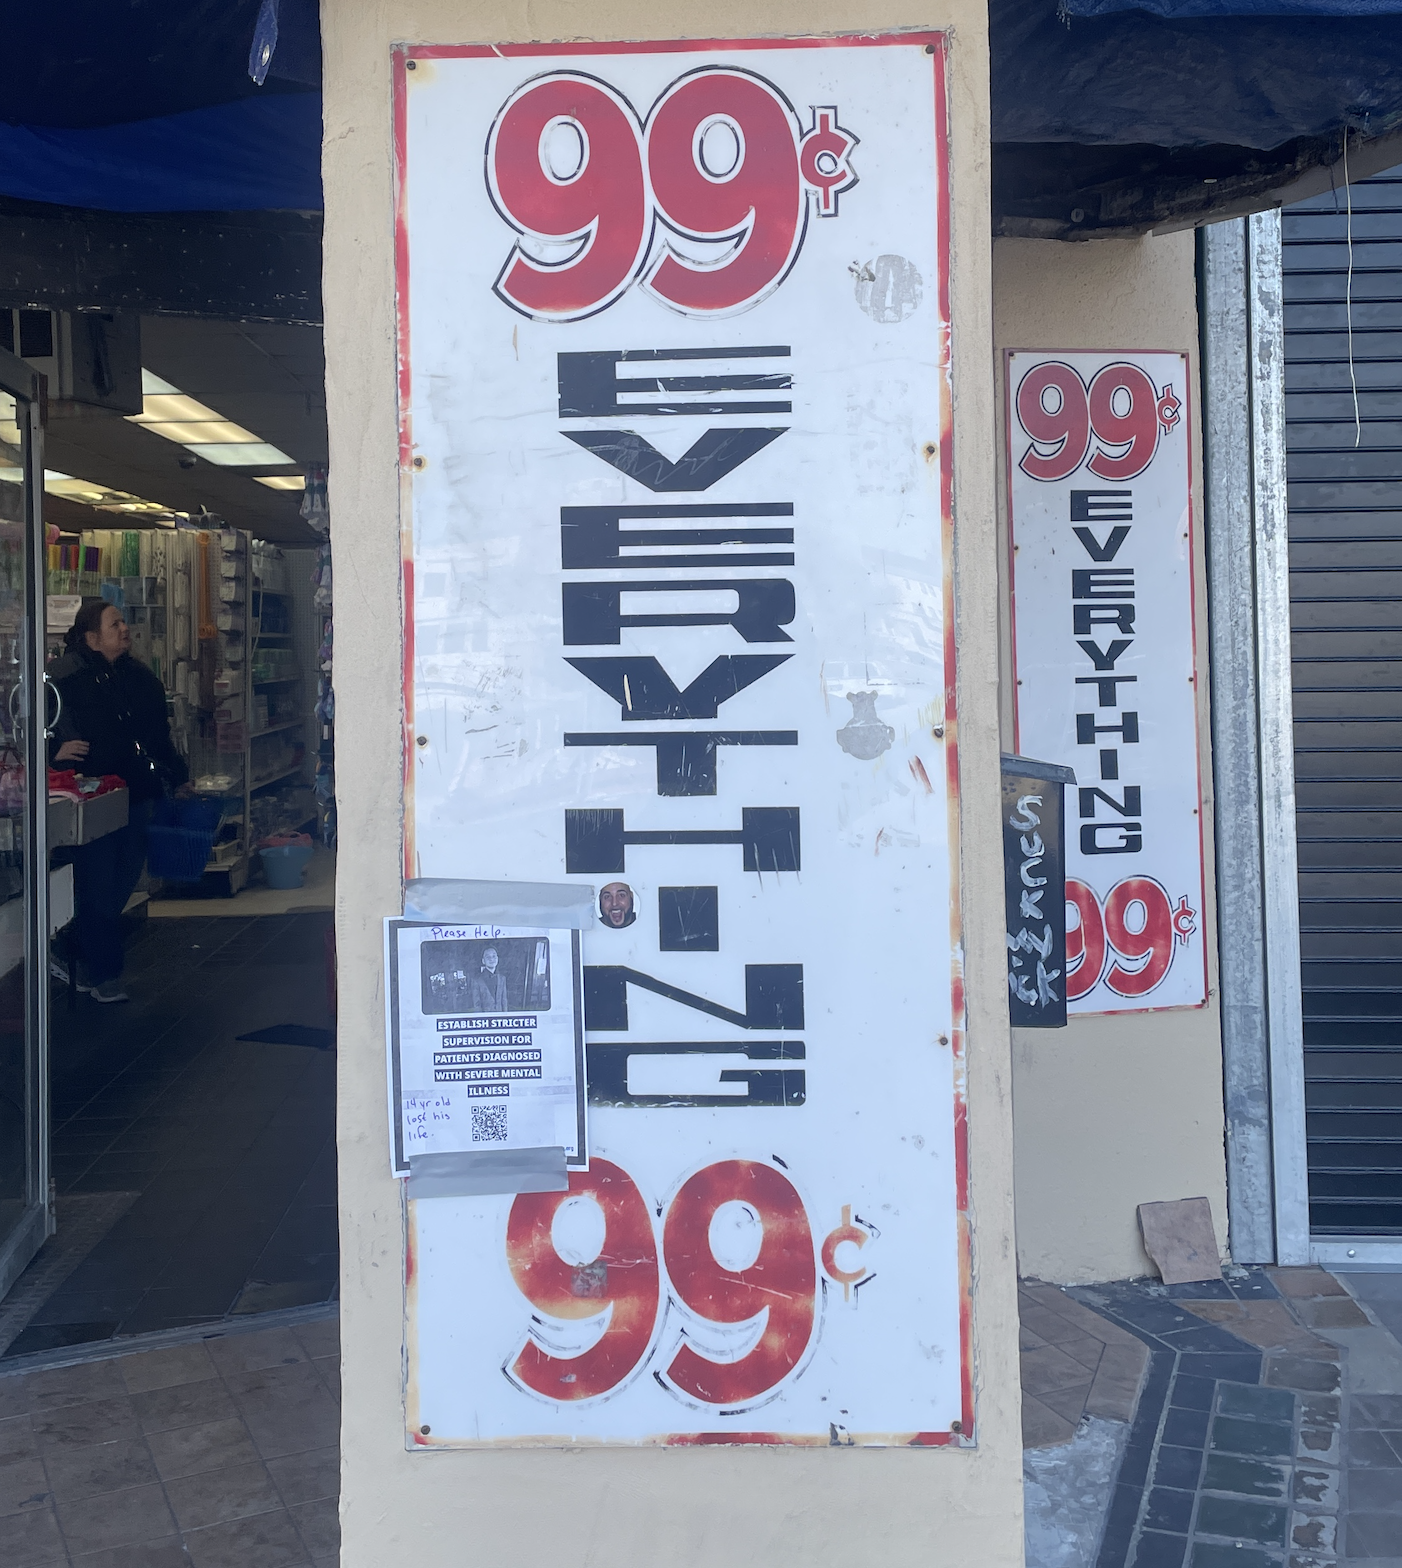 99¢
EVERYTHING
99¢
Please Help.
ESTABLISH STRICTER
SUPERVISION FOR
PATIENTS DIAGNOSED
WITH SEVERE MENTAL
ILLNESS
14 yr old
lost his
life.
99¢
EVERYTHING
99¢